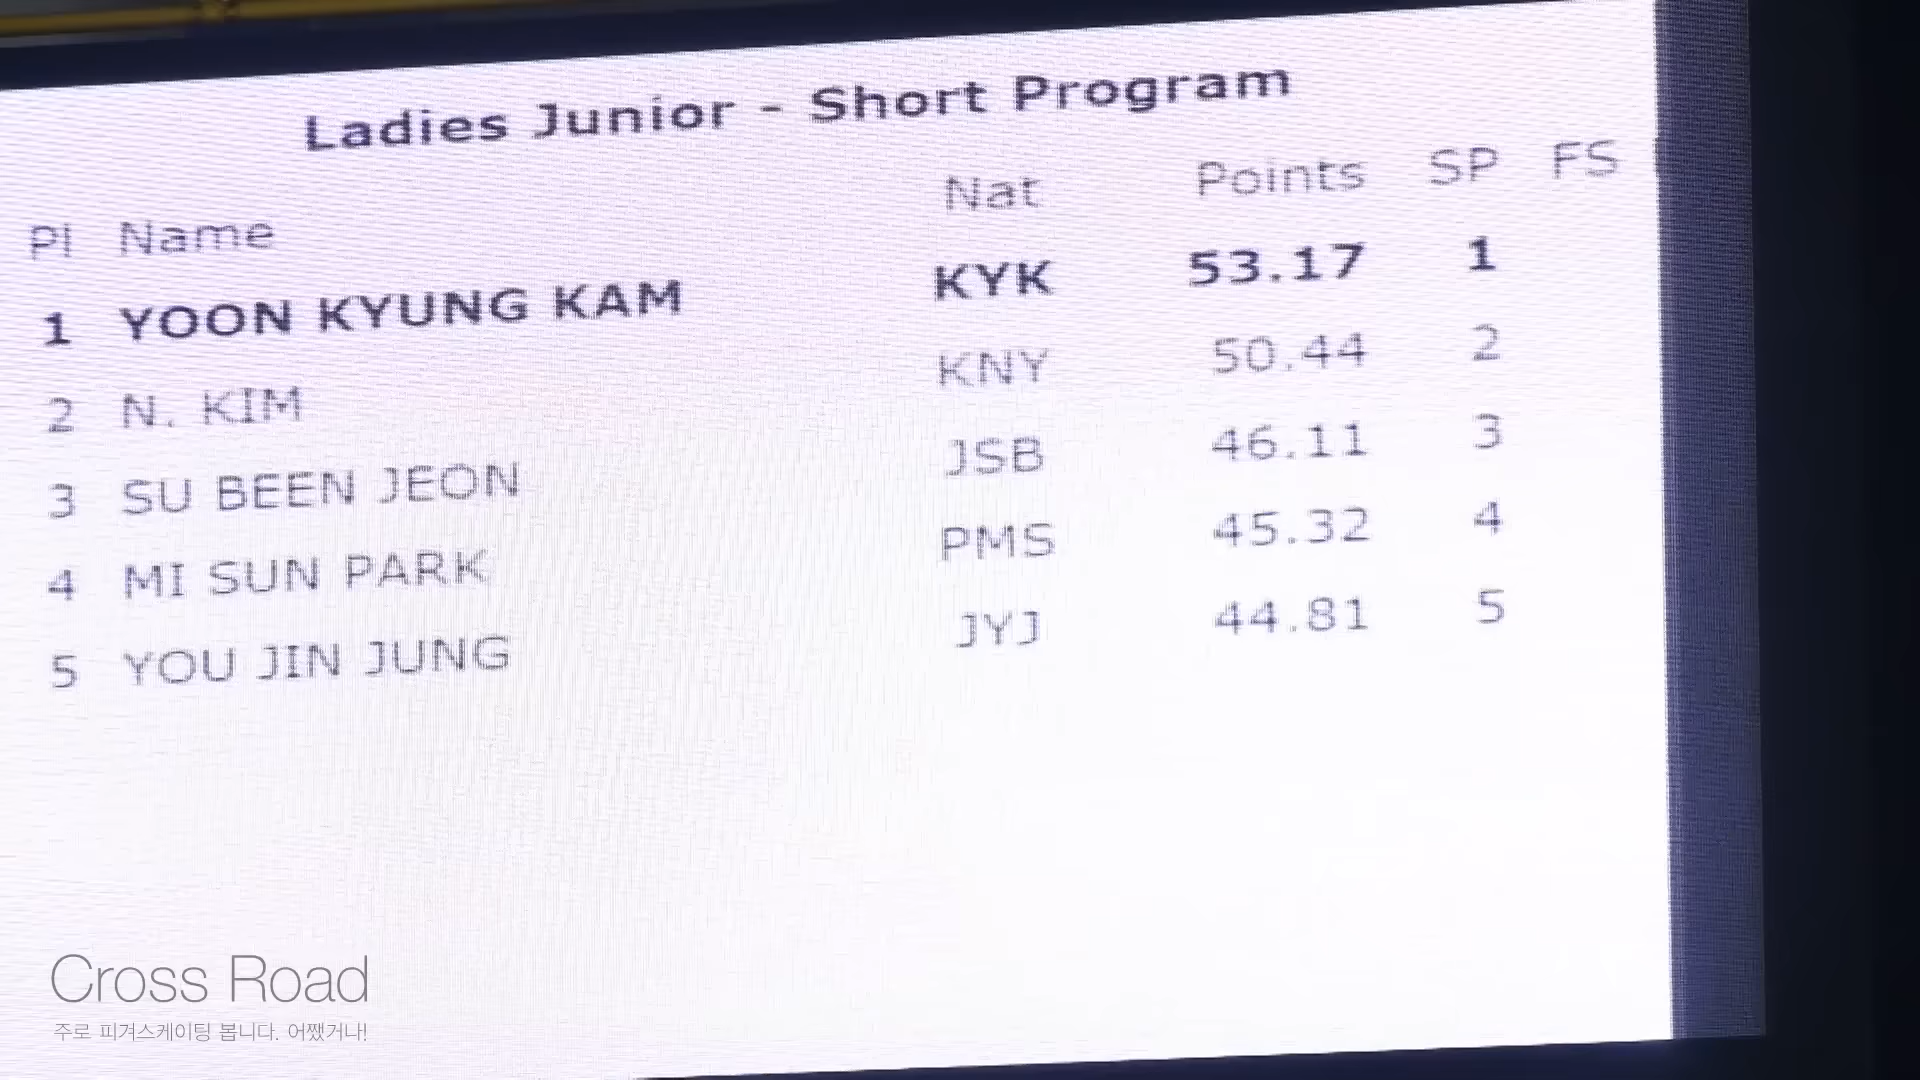 Ladies Junior - Short Program
Pl Name Nat Points SP FS
1 YOON KYUNG KAM KYK 53.17 1
2 N. KIM KNY 50.44 2
3 SU BEEN JEON JSB 46.11 3
4 MI SUN PARK PMS 45.32 4
5 YOU JIN JUNG JYJ 44.81 5
Cross Road
주로 피겨스케이팅 봅니다. 어쨌거나!